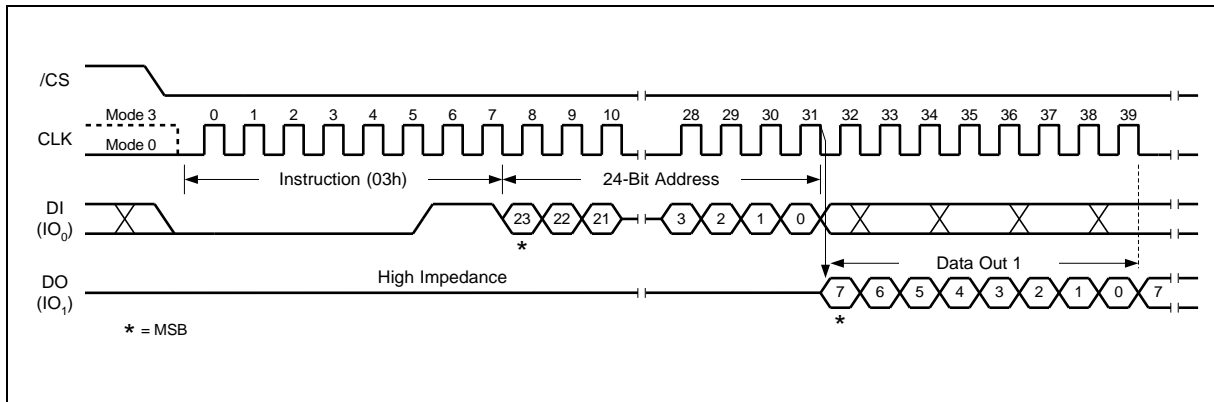 /CS
Mode 3 0 1 2 3 4 5 6 7 8 9 10 28 29 30 31 32 33 34 35 36 37 38 39
CLK
Mode 0
Instruction (03h) 24-Bit Address
DI
(IO0)
23 22 21 3 2 1 0
*
High Impedance Data Out 1
DO
(IO1)
7 6 5 4 3 2 1 0 7
*
* = MSB